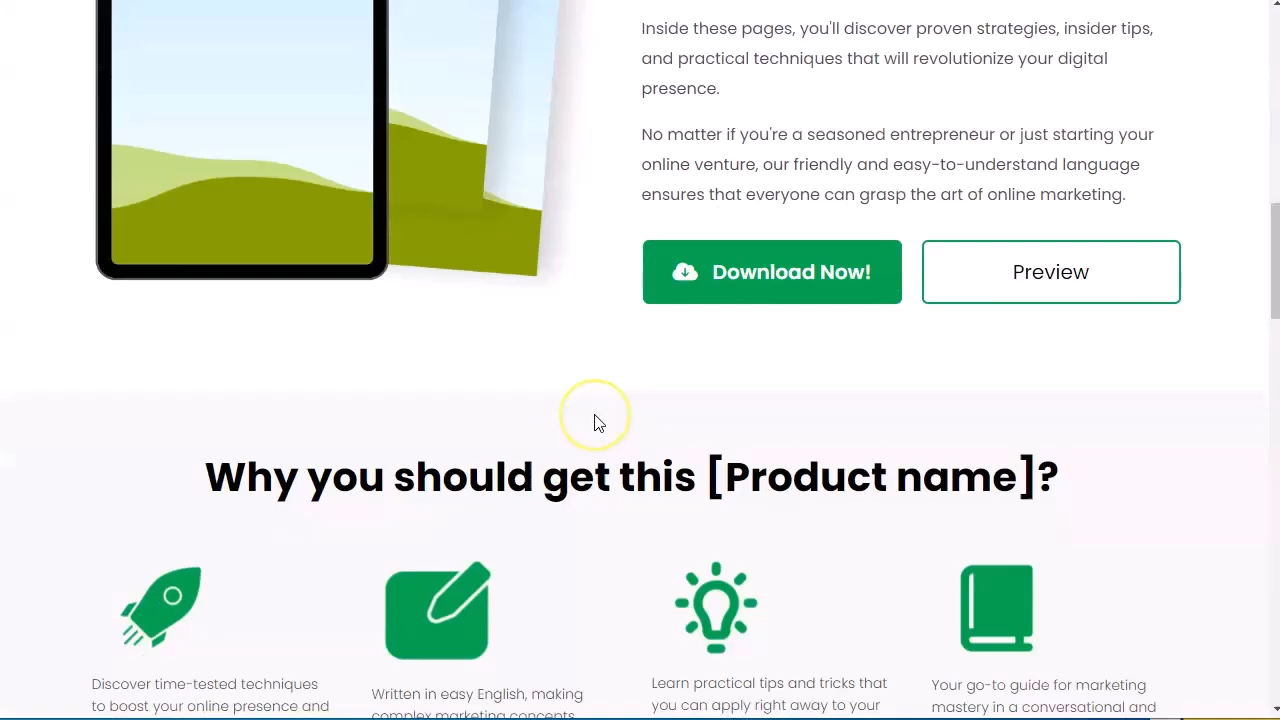 Inside these pages, you'll discover proven strategies, insider tips,
and practical techniques that will revolutionize your digital
presence.
No matter if you're a seasoned entrepreneur or just starting your
online venture, our friendly and easy-to-understand language
ensures that everyone can grasp the art of online marketing.
Download Now!
Preview
Why you should get this [Product name]?
Discover time-tested techniques
to boost your online presence and
Written in easy English, making
complex marketing concepts
Learn practical tips and tricks that
you can apply right away to your
Your go-to guide for marketing
mastery in a conversational and